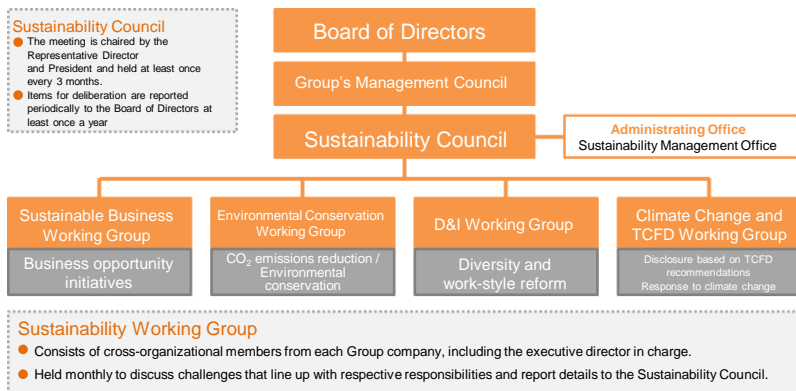 Sustainability Council
● The meeting is chaired by the
Representative Director
and President and held at least once
every 3 months.
● Items for deliberation are reported
periodically to the Board of Directors at
least once a year
Board of Directors
Group's Management Council
Sustainability Council
Administrating Office
Sustainability Management Office
Sustainable Business
Working Group
Business opportunity
initiatives
Environmental Conservation
Working Group
CO₂ emissions reduction /
Environmental
conservation
D&I Working Group
Diversity and
work-style reform
Climate Change and
TCFD Working Group
Disclosure based on TCFD
recommendations
Response to climate change
Sustainability Working Group
● Consists of cross-organizational members from each Group company, including the executive director in charge.
● Held monthly to discuss challenges that line up with respective responsibilities and report details to the Sustainability Council.